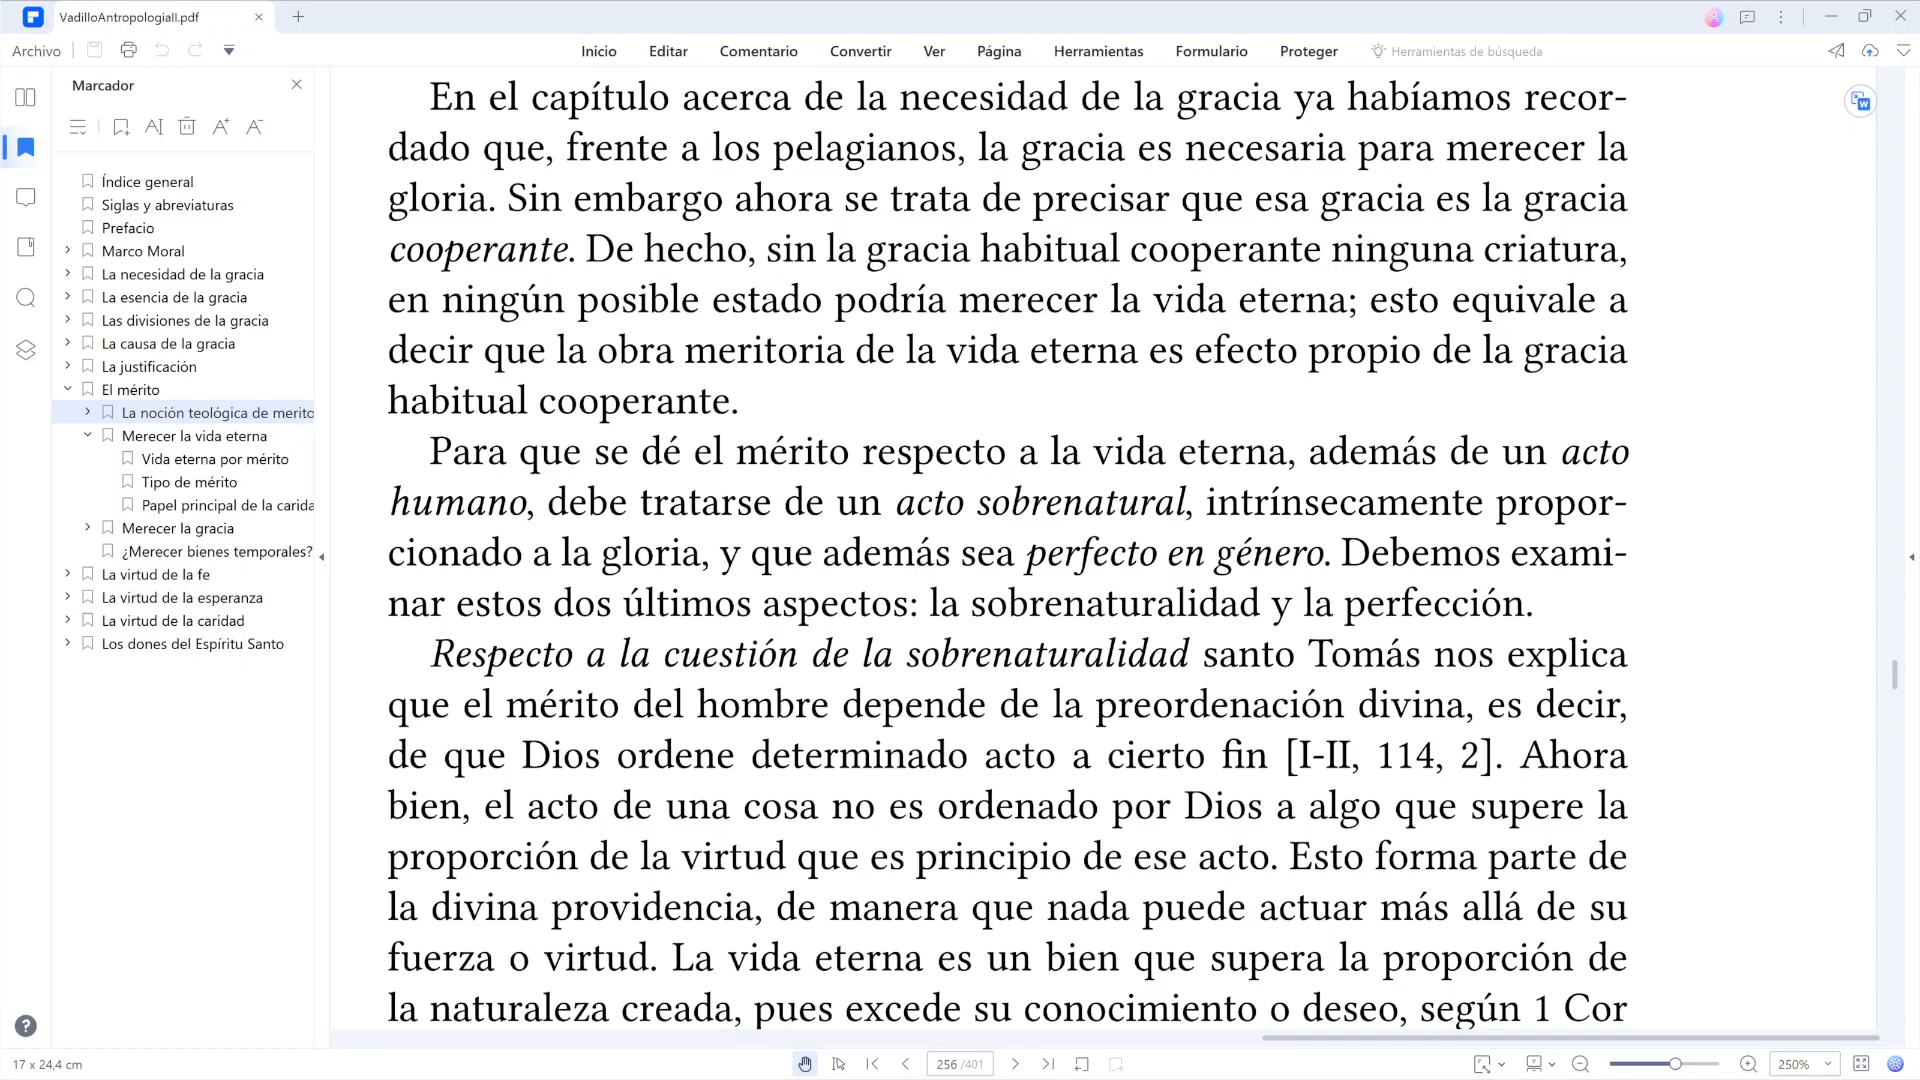 VadilloAntropologiaII.pdf
Archivo
Inicio
Editar
Comentario
Convertir
Ver
Página
Herramientas
Formulario
Proteger
Herramientas de búsqueda
Marcador
Índice general
Siglas y abreviaturas
Prefacio
Marco Moral
La necesidad de la gracia
La esencia de la gracia
Las divisiones de la gracia
La causa de la gracia
La justificación
El mérito
La noción teológica de merito
Merecer la vida eterna
Vida eterna por mérito
Tipo de mérito
Papel principal de la carida
Merecer la gracia
¿Merecer bienes temporales?
La virtud de la fe
La virtud de la esperanza
La virtud de la caridad
Los dones del Espíritu Santo
En el capítulo acerca de la necesidad de la gracia ya habíamos recor-
dado que, frente a los pelagianos, la gracia es necesaria para merecer la
gloria. Sin embargo ahora se trata de precisar que esa gracia es la gracia
cooperante. De hecho, sin la gracia habitual cooperante ninguna criatura,
en ningún posible estado podría merecer la vida eterna; esto equivale a
decir que la obra meritoria de la vida eterna es efecto propio de la gracia
habitual cooperante.
Para que se dé el mérito respecto a la vida eterna, además de un acto
humano, debe tratarse de un acto sobrenatural, intrínsecamente propor-
cionado a la gloria, y que además sea perfecto en género. Debemos exami-
nar estos dos últimos aspectos: la sobrenaturalidad y la perfección.
Respecto a la cuestión de la sobrenaturalidad santo Tomás nos explica
que el mérito del hombre depende de la preordenación divina, es decir,
de que Dios ordene determinado acto a cierto fin [I-II, 114, 2]. Ahora
bien, el acto de una cosa no es ordenado por Dios a algo que supere la
proporción de la virtud que es principio de ese acto. Esto forma parte de
la divina providencia, de manera que nada puede actuar más allá de su
fuerza o virtud. La vida eterna es un bien que supera la proporción de
la naturaleza creada, pues excede su conocimiento o deseo, según 1 Cor
17 x 24,4 cm
256 /401
250%